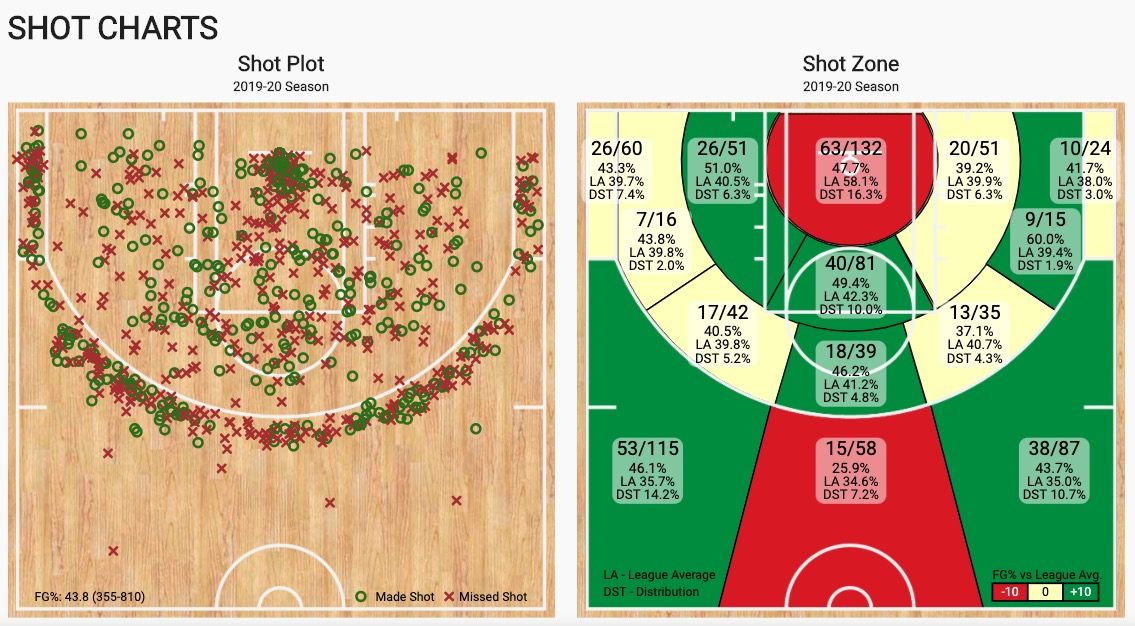 SHOT CHARTS
Shot Plot
2019-20 Season
FG%: 43.8 (355-810)
Made Shot
Missed Shot
Shot Zone
2019-20 Season
26/60
43.3%
LA 39.7%
DST 7.4%
26/51
51.0%
LA 40.5%
DST 6.3%
63/132
47.7%
LA 58.1%
DST 16.3%
20/51
39.2%
LA 39.9%
DST 6.3%
10/24
41.7%
LA 38.0%
DST 3.0%
7/16
43.8%
LA 39.8%
DST 2.0%
9/15
60.0%
LA 39.4%
DST 1.9%
40/81
49.4%
LA 42.3%
DST 10.0%
17/42
40.5%
LA 39.8%
DST 5.2%
13/35
37.1%
LA 40.7%
DST 4.3%
18/39
46.2%
LA 41.2%
DST 4.8%
53/115
46.1%
LA 35.7%
DST 14.2%
15/58
25.9%
LA 34.6%
DST 7.2%
38/87
43.7%
LA 35.0%
DST 10.7%
LA - League Average
DST - Distribution
FG% vs League Avg.
-10 0 +10